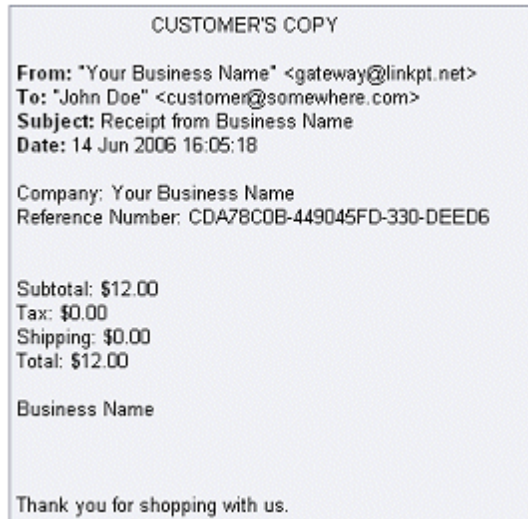 CUSTOMER'S COPY
From: "Your Business Name" <gateway@linkpt.net>
To: "John Doe" <customer@somewhere.com>
Subject: Receipt from Business Name
Date: 14 Jun 2006 16:05:18
Company: Your Business Name
Reference Number: CDA78C0B-449045FD-330-DEED6
Subtotal: $12.00
Tax: $0.00
Shipping: $0.00
Total: $12.00
Business Name
Thank you for shopping with us.